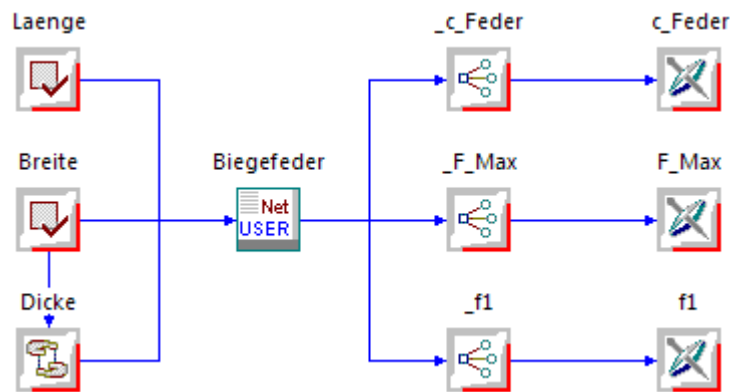 Laenge
_c_Feder
c_Feder
Breite
Biegefeder
_F_Max
F_Max
Net
USER
Dicke
_f1
f1